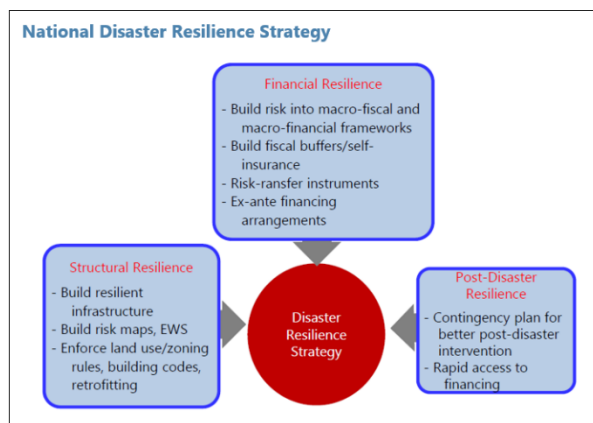 National Disaster Resilience Strategy
Financial Resilience
- Build risk into macro-fiscal and
macro-financial frameworks
- Build fiscal buffers/self-
insurance
- Risk-ransfer instruments
- Ex-ante financing
arrangements
Structural Resilience
- Build resilient
infrastructure
- Build risk maps, EWS
- Enforce land use/zoning
rules, building codes,
retrofitting
Disaster
Resilience
Strategy
Post-Disaster
Resilience
- Contingency plan for
better post-disaster
intervention
- Rapid access to
financing